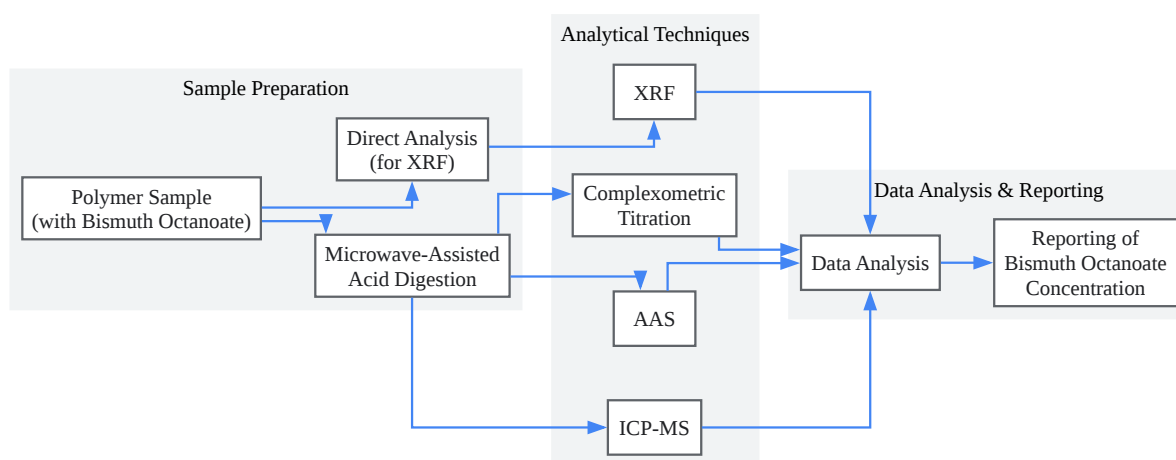 Analytical Techniques
Sample Preparation
XRF
Direct Analysis
(for XRF)
Polymer Sample
(with Bismuth Octanoate)
Complexometric
Titration
Data Analysis & Reporting
Microwave-Assisted
Acid Digestion
Data Analysis
Reporting of
Bismuth Octanoate
Concentration
AAS
ICP-MS